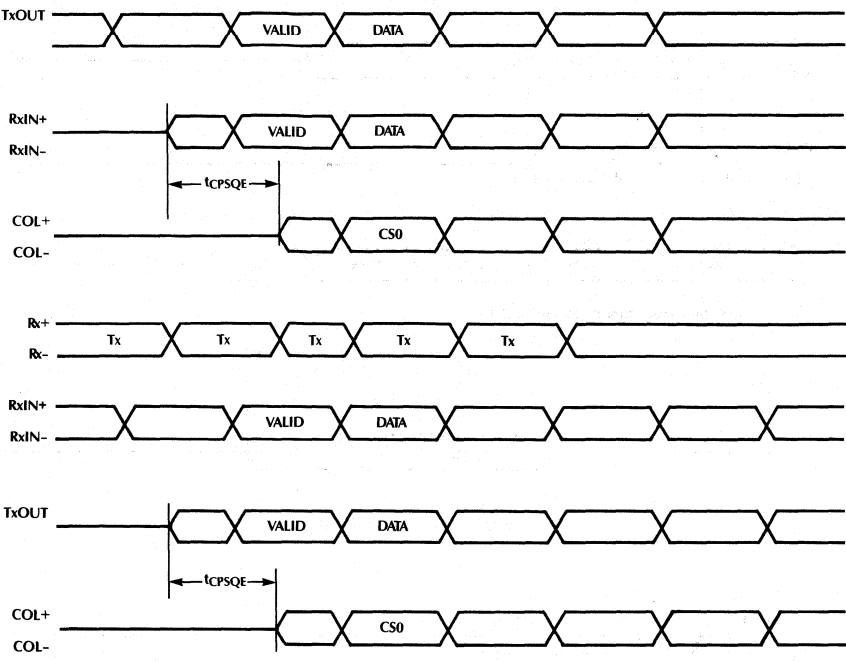 TxOUT
VALID DATA
RxIN+
VALID DATA
RxIN–
tCPSQE
COL+
CS0
COL–
Rx+
Tx Tx Tx Tx Tx
Rx–
RxIN+
VALID DATA
RxIN–
TxOUT
VALID DATA
tCPSQE
COL+
CS0
COL–